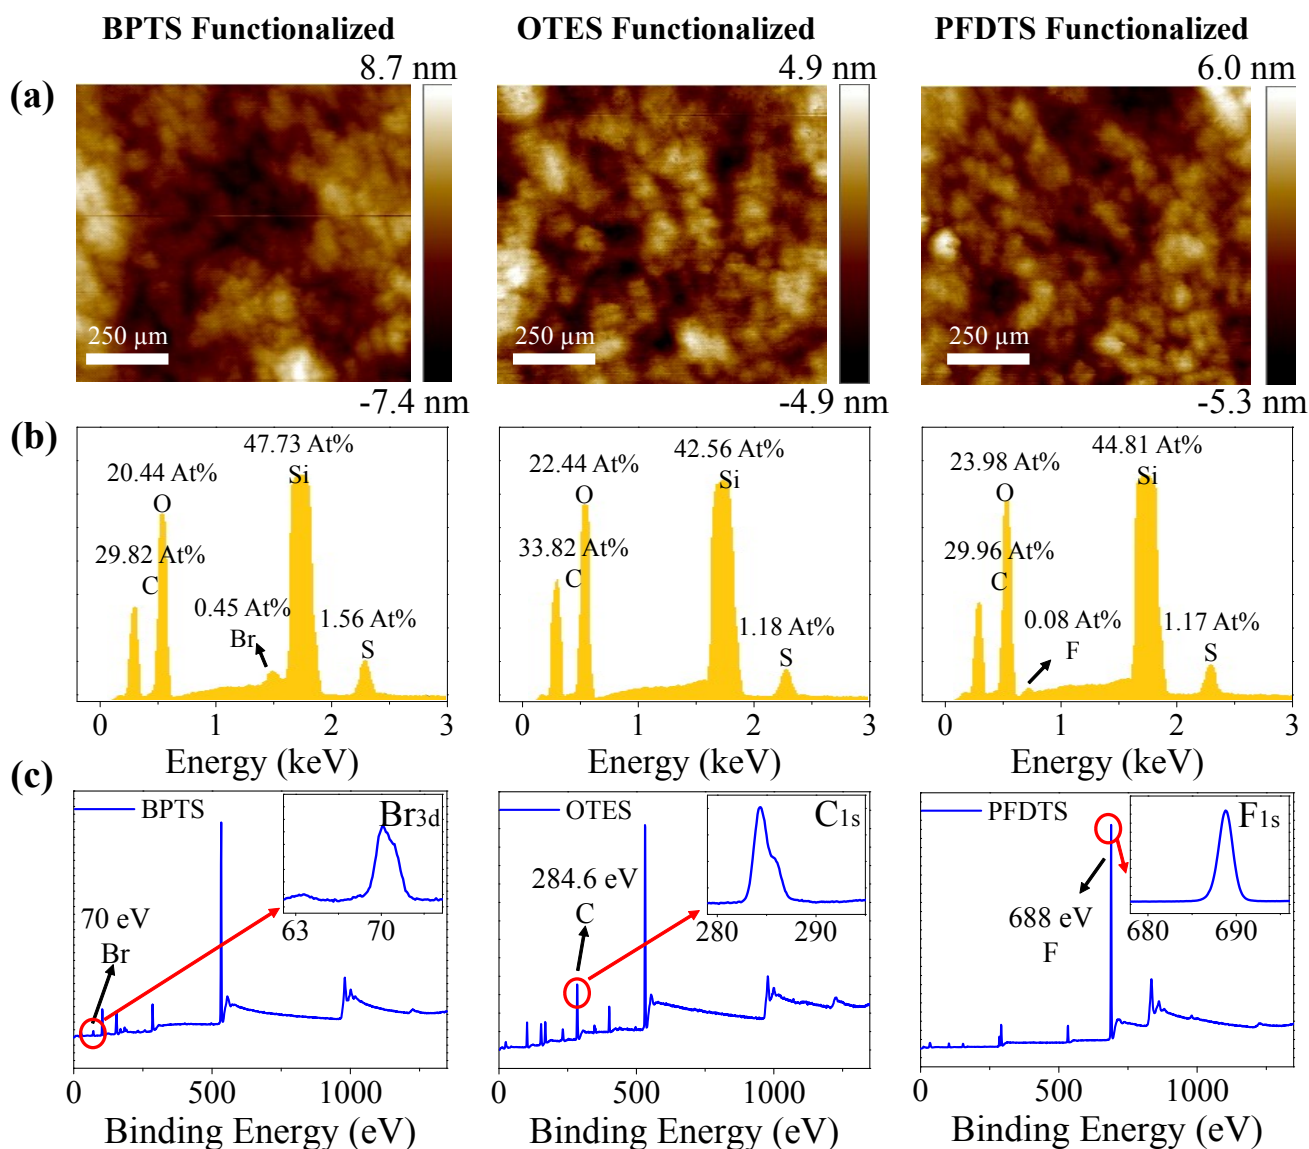 BPTS Functionalized OTES Functionalized PFDTS Functionalized
(a)
8.7 nm 4.9 nm 6.0 nm
250 µm 250 µm 250 µm
-7.4 nm -4.9 nm -5.3 nm
(b)
47.73 At%
Si
20.44 At%
O
29.82 At%
C
0.45 At%
Br
1.56 At%
S
0 1 2 3
Energy (keV)
42.56 At%
Si
22.44 At%
O
33.82 At%
C
1.18 At%
S
0 1 2 3
Energy (keV)
44.81 At%
Si
23.98 At%
O
29.96 At%
C
0.08 At%
F
1.17 At%
S
0 1 2 3
Energy (keV)
(c)
BPTS
Br3d
63 70
70 eV
Br
0 500 1000
Binding Energy (eV)
OTES
C1s
280 290
284.6 eV
C
0 500 1000
Binding Energy (eV)
PFDTS
F1s
680 690
688 eV
F
0 500 1000
Binding Energy (eV)